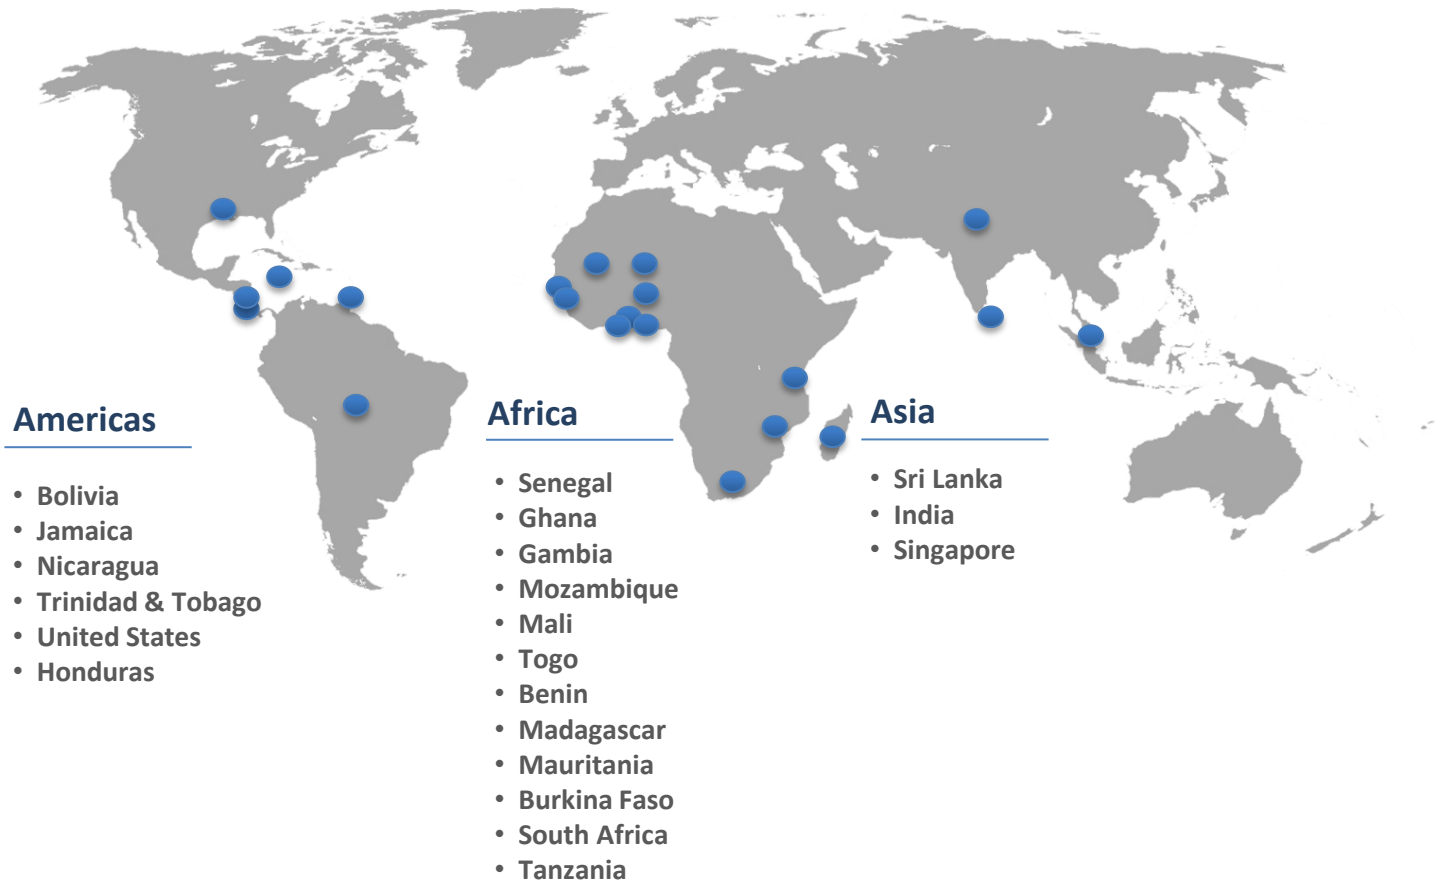 Americas
• Bolivia
• Jamaica
• Nicaragua
• Trinidad & Tobago
• United States
• Honduras
Africa
• Senegal
• Ghana
• Gambia
• Mozambique
• Mali
• Togo
• Benin
• Madagascar
• Mauritania
• Burkina Faso
• South Africa
• Tanzania
Asia
• Sri Lanka
• India
• Singapore